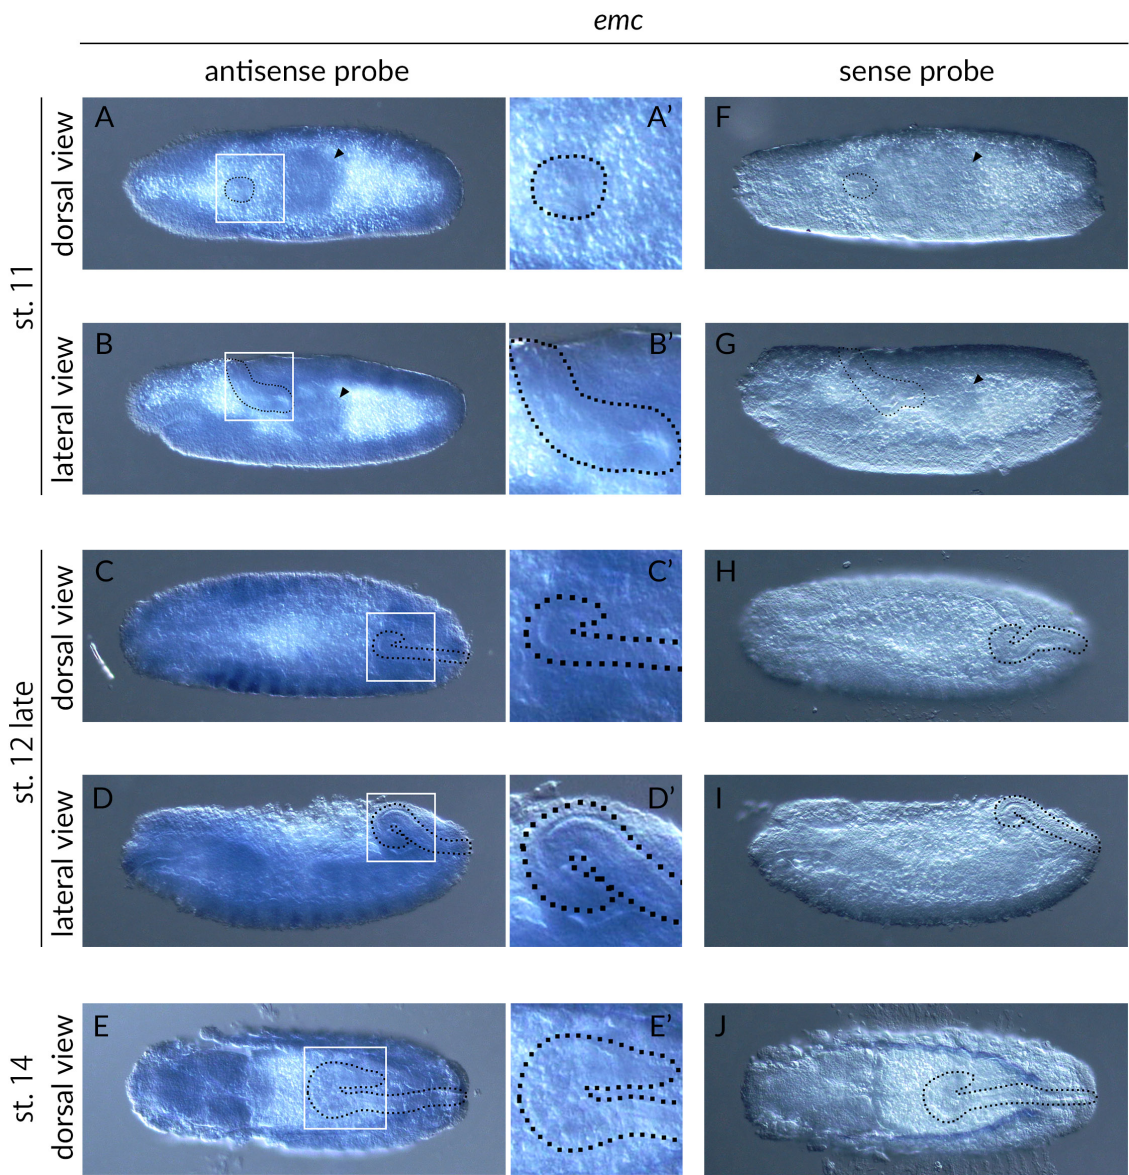 emc
antisense probe
sense probe
st. 11
dorsal view
A
A’
F
lateral view
B
B’
G
st. 12 late
dorsal view
C
C’
H
lateral view
D
D’
I
st. 14
dorsal view
E
E’
J